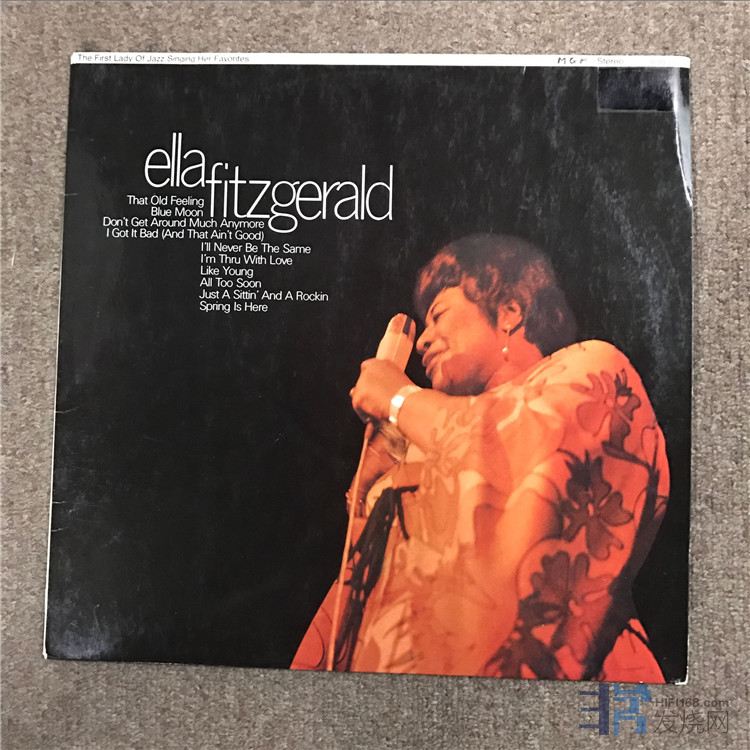 The First Lady Of Jazz Singing Her Favorites
M G F Stereo
ella
fitzgerald
That Old Feeling
Blue Moon
Don't Get Around Much Anymore
I Got It Bad (And That Ain't Good)
I'll Never Be The Same
I'm Thru With Love
Like Young
All Too Soon
Just A Sittin' And A Rockin
Spring Is Here
HIFI168.com
发烧网